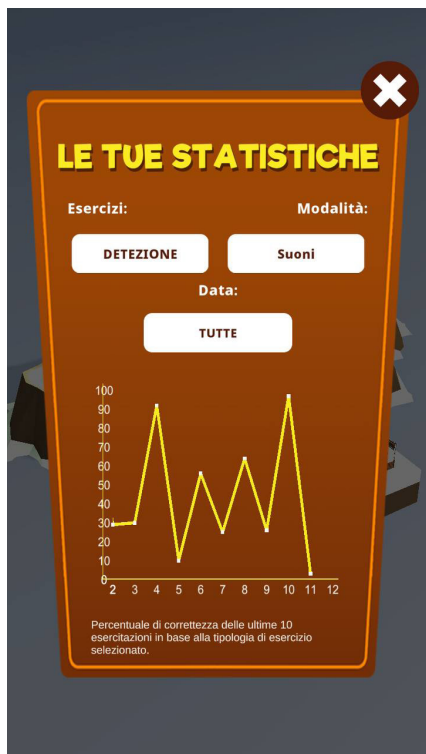 LE TUE STATISTICHE
Esercizi: Modalità:
DETEZIONE Suoni
Data:
TUTTE
100
90
80
70
60
50
40
30
20
10
0
2 3 4 5 6 7 8 9 10 11 12
Percentuale di correttezza delle ultime 10
esercitazioni in base alla tipologia di esercizio
selezionato.